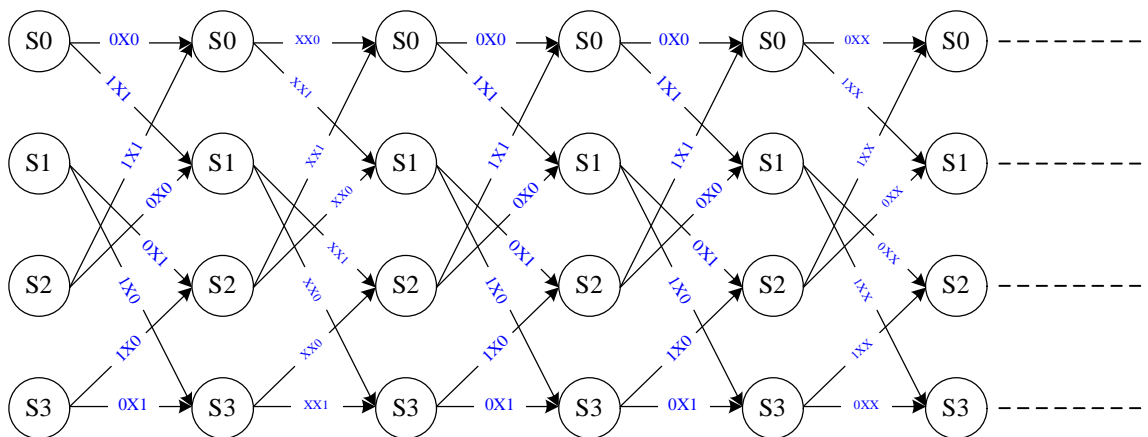 S0 0X0 S0 XX0 S0 0X0 S0 0X0 S0 0XX S0
1X1 XX1 1X1 1X1 1XX
1X1 XX1 1X1 1X1 1XX
S1 S1 S1 S1 S1 S1
0X0 XX0 0X0 0X0 0XX
0X1 XX1 0X1 0X1 0XX
S2 S2 S2 S2 S2 S2
1X0 XX0 1X0 1X0 1XX
1X0 XX0 1X0 1X0 1XX
S3 0X1 S3 XX1 S3 0X1 S3 0X1 S3 0XX S3